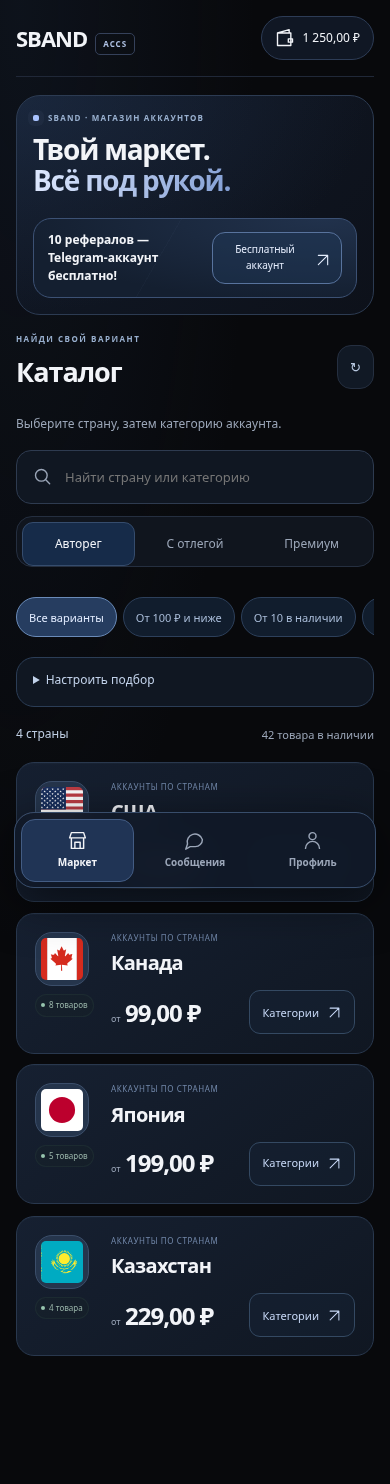 SBAND ACCS
1 250,00 ₽
SBAND · МАГАЗИН АККАУНТОВ
Твой маркет.
Всё под рукой.
10 рефералов —
Telegram-аккаунт
бесплатно!
Бесплатный
аккаунт
НАЙДИ СВОЙ ВАРИАНТ
Каталог
Выберите страну, затем категорию аккаунта.
Найти страну или категорию
Авторег
С отлегой
Премиум
Все варианты
От 100 ₽ и ниже
От 10 в наличии
Настроить подбор
4 страны
42 товара в наличии
АККАУНТЫ ПО СТРАНАМ
США
Маркет
Сообщения
Профиль
АККАУНТЫ ПО СТРАНАМ
Канада
8 товаров
от 99,00 ₽
Категории
АККАУНТЫ ПО СТРАНАМ
Япония
5 товаров
от 199,00 ₽
Категории
АККАУНТЫ ПО СТРАНАМ
Казахстан
4 товара
от 229,00 ₽
Категории